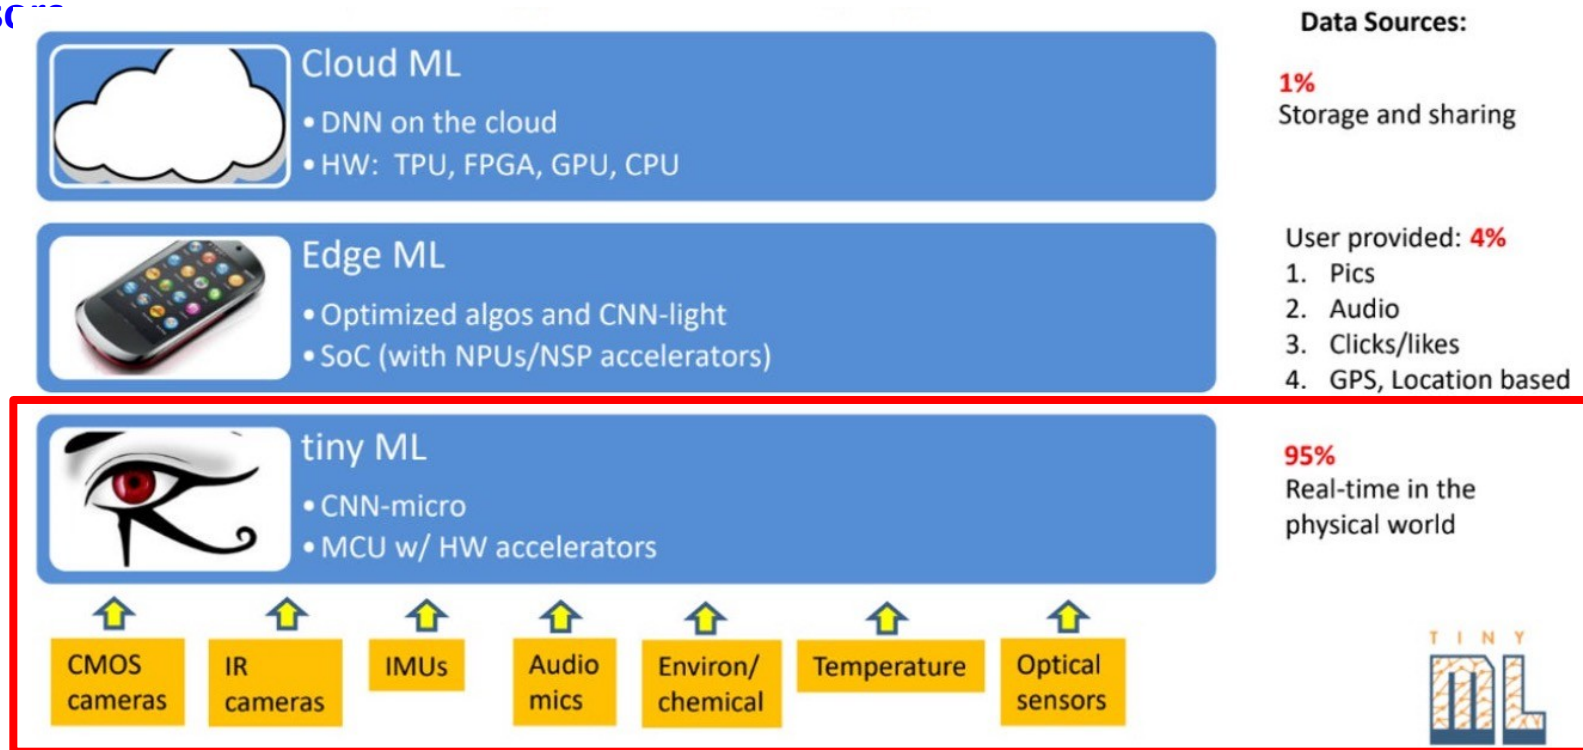 Data Sources:
Cloud ML
• DNN on the cloud
• HW: TPU, FPGA, GPU, CPU
1%
Storage and sharing
Edge ML
• Optimized algos and CNN-light
• SoC (with NPUs/NSP accelerators)
User provided: 4%
1. Pics
2. Audio
3. Clicks/likes
4. GPS, Location based
tiny ML
• CNN-micro
• MCU w/ HW accelerators
95%
Real-time in the
physical world
CMOS
cameras
IR
cameras
IMUs
Audio
mics
Environ/
chemical
Temperature
Optical
sensors
TINY
ML